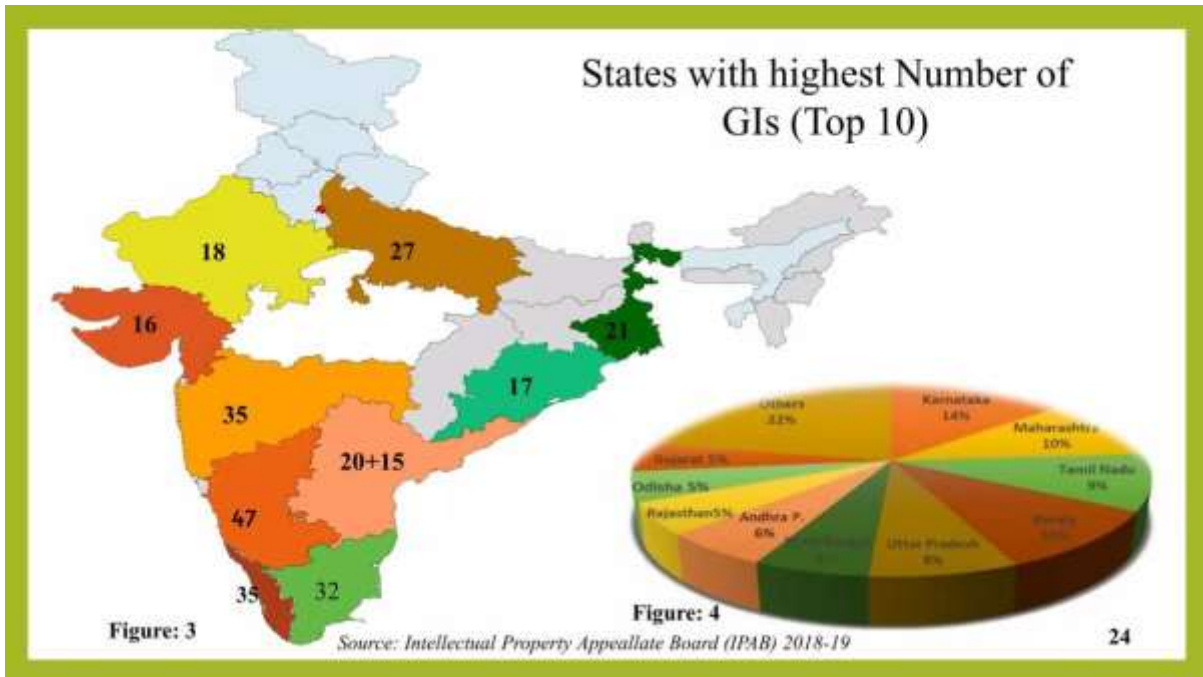 States with highest Number of
GIs (Top 10)
18
27
16
21
17
35
20+15
47
35
32
Others
22%
Karnataka
14%
Maharashtra
10%
Tamil Nadu
9%
Kerala
Uttar Pradesh
8%
Andhra P.
6%
Rajasthan5%
Odisha 5%
Gujarat 5%
Figure: 3
Figure: 4
Source: Intellectual Property Appeallate Board (IPAB) 2018-19
24